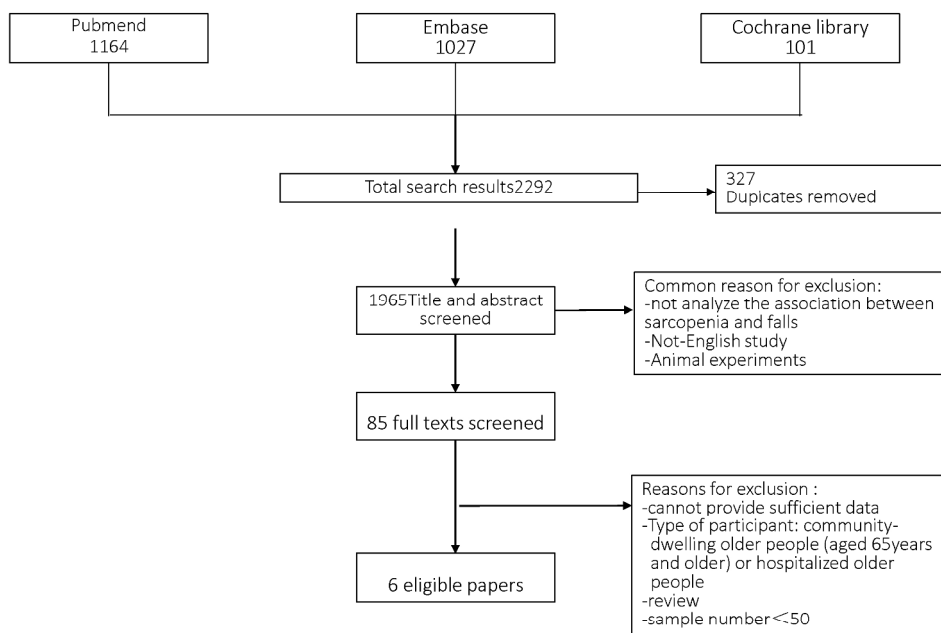 Pubmend
1164
Embase
1027
Cochrane library
101
Total search results2292
327
Dupicates removed
1965Title and abstract
screened
Common reason for exclusion:
-not analyze the association between
sarcopenia and falls
-Not-English study
-Animal experiments
85 full texts screened
Reasons for exclusion :
-cannot provide sufficient data
-Type of participant: community-
dwelling older people (aged 65years
and older) or hospitalized older
people
-review
-sample number<50
6 eligible papers